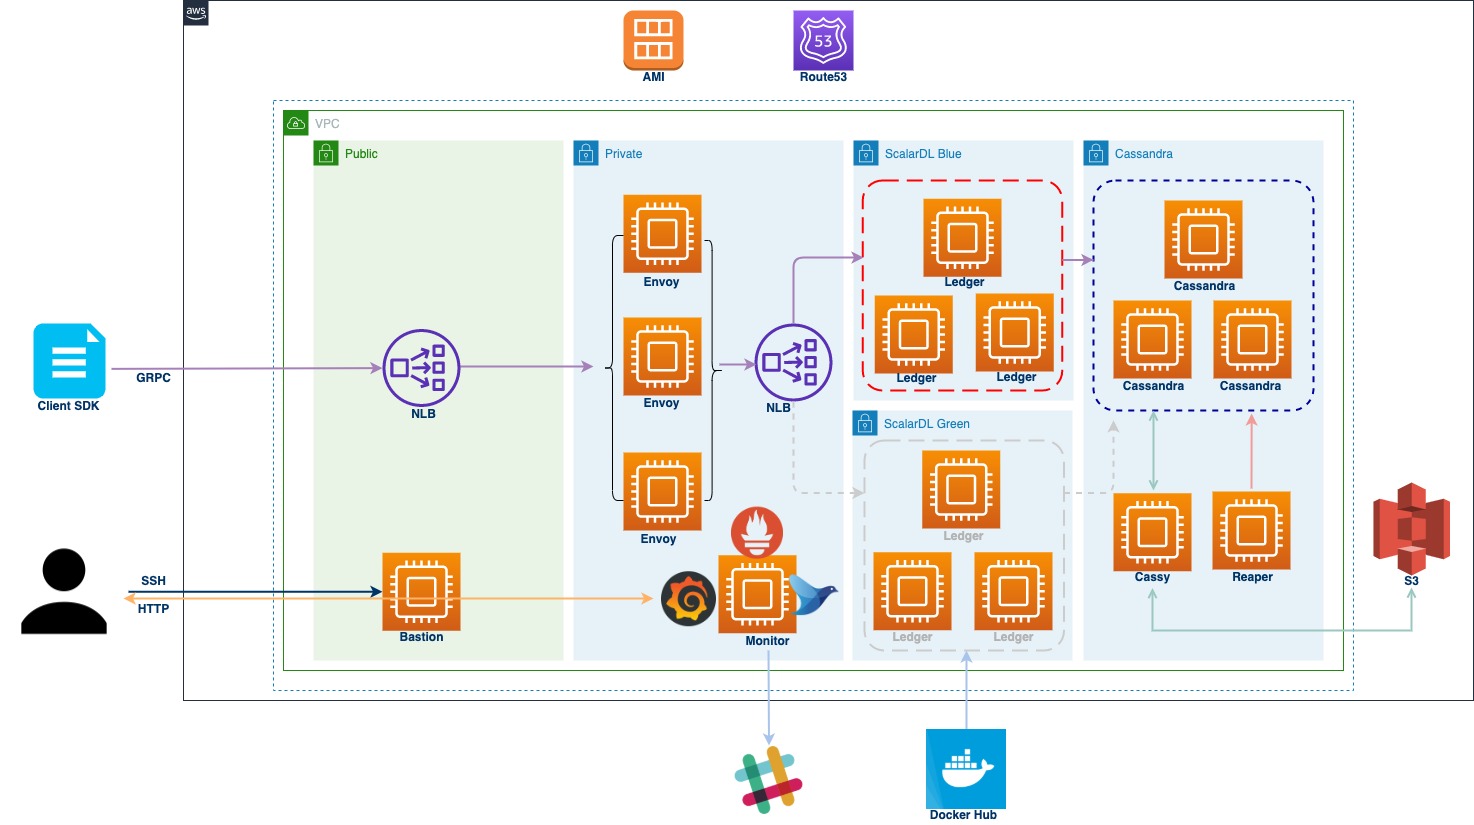 aws
AMI
53
Route53
VPC
Public
Private
ScalarDL Blue
Cassandra
Envoy
Ledger
Cassandra
Ledger
Ledger
Cassandra
Cassandra
GRPC
Client SDK
NLB
Envoy
NLB
ScalarDL Green
Envoy
Ledger
SSH
HTTP
Bastion
Monitor
Ledger
Ledger
Cassy
Reaper
S3
Docker Hub